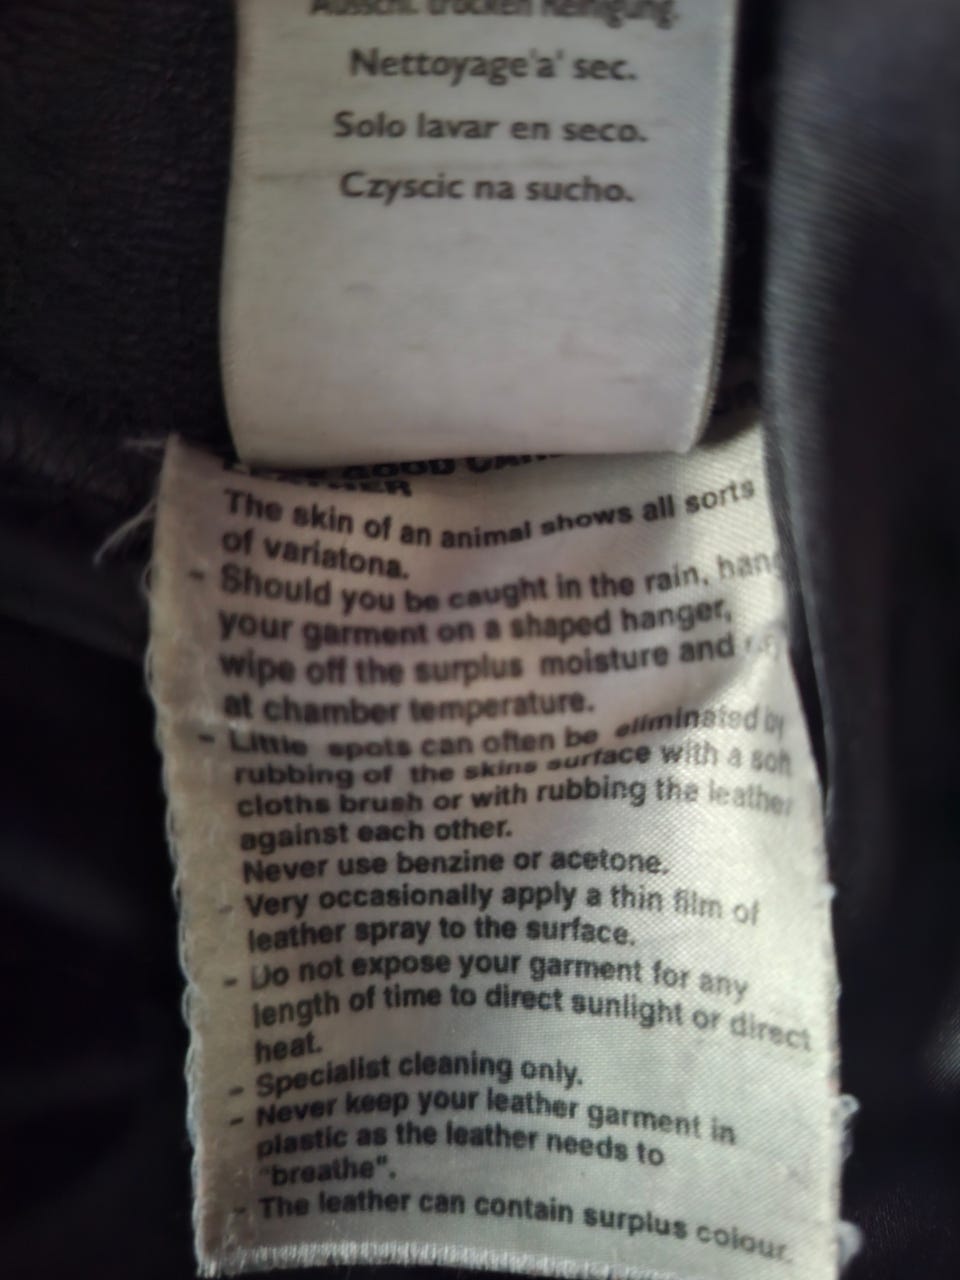 Ausschl. trocken Reinigung.
Nettoyage'a' sec.
Solo lavar en seco.
Czyscic na sucho.
GOOD
The skin of an animal shows all sorts
of variatona.
- Should you be caught in the rain, hang
your garment on a shaped hanger,
wipe off the surplus moisture and
at chamber temperature.
- Little spots can often be eliminated by
rubbing of the skins surface with a soft
cloths brush or with rubbing the leather
against each other.
Never use benzine or acetone.
- Very occasionally apply a thin film of
leather spray to the surface.
- Do not expose your garment for any
length of time to direct sunlight or direct
heat.
- Specialist cleaning only.
- Never keep your leather garment in
plastic as the leather needs to
"breathe".
- The leather can contain surplus colour.